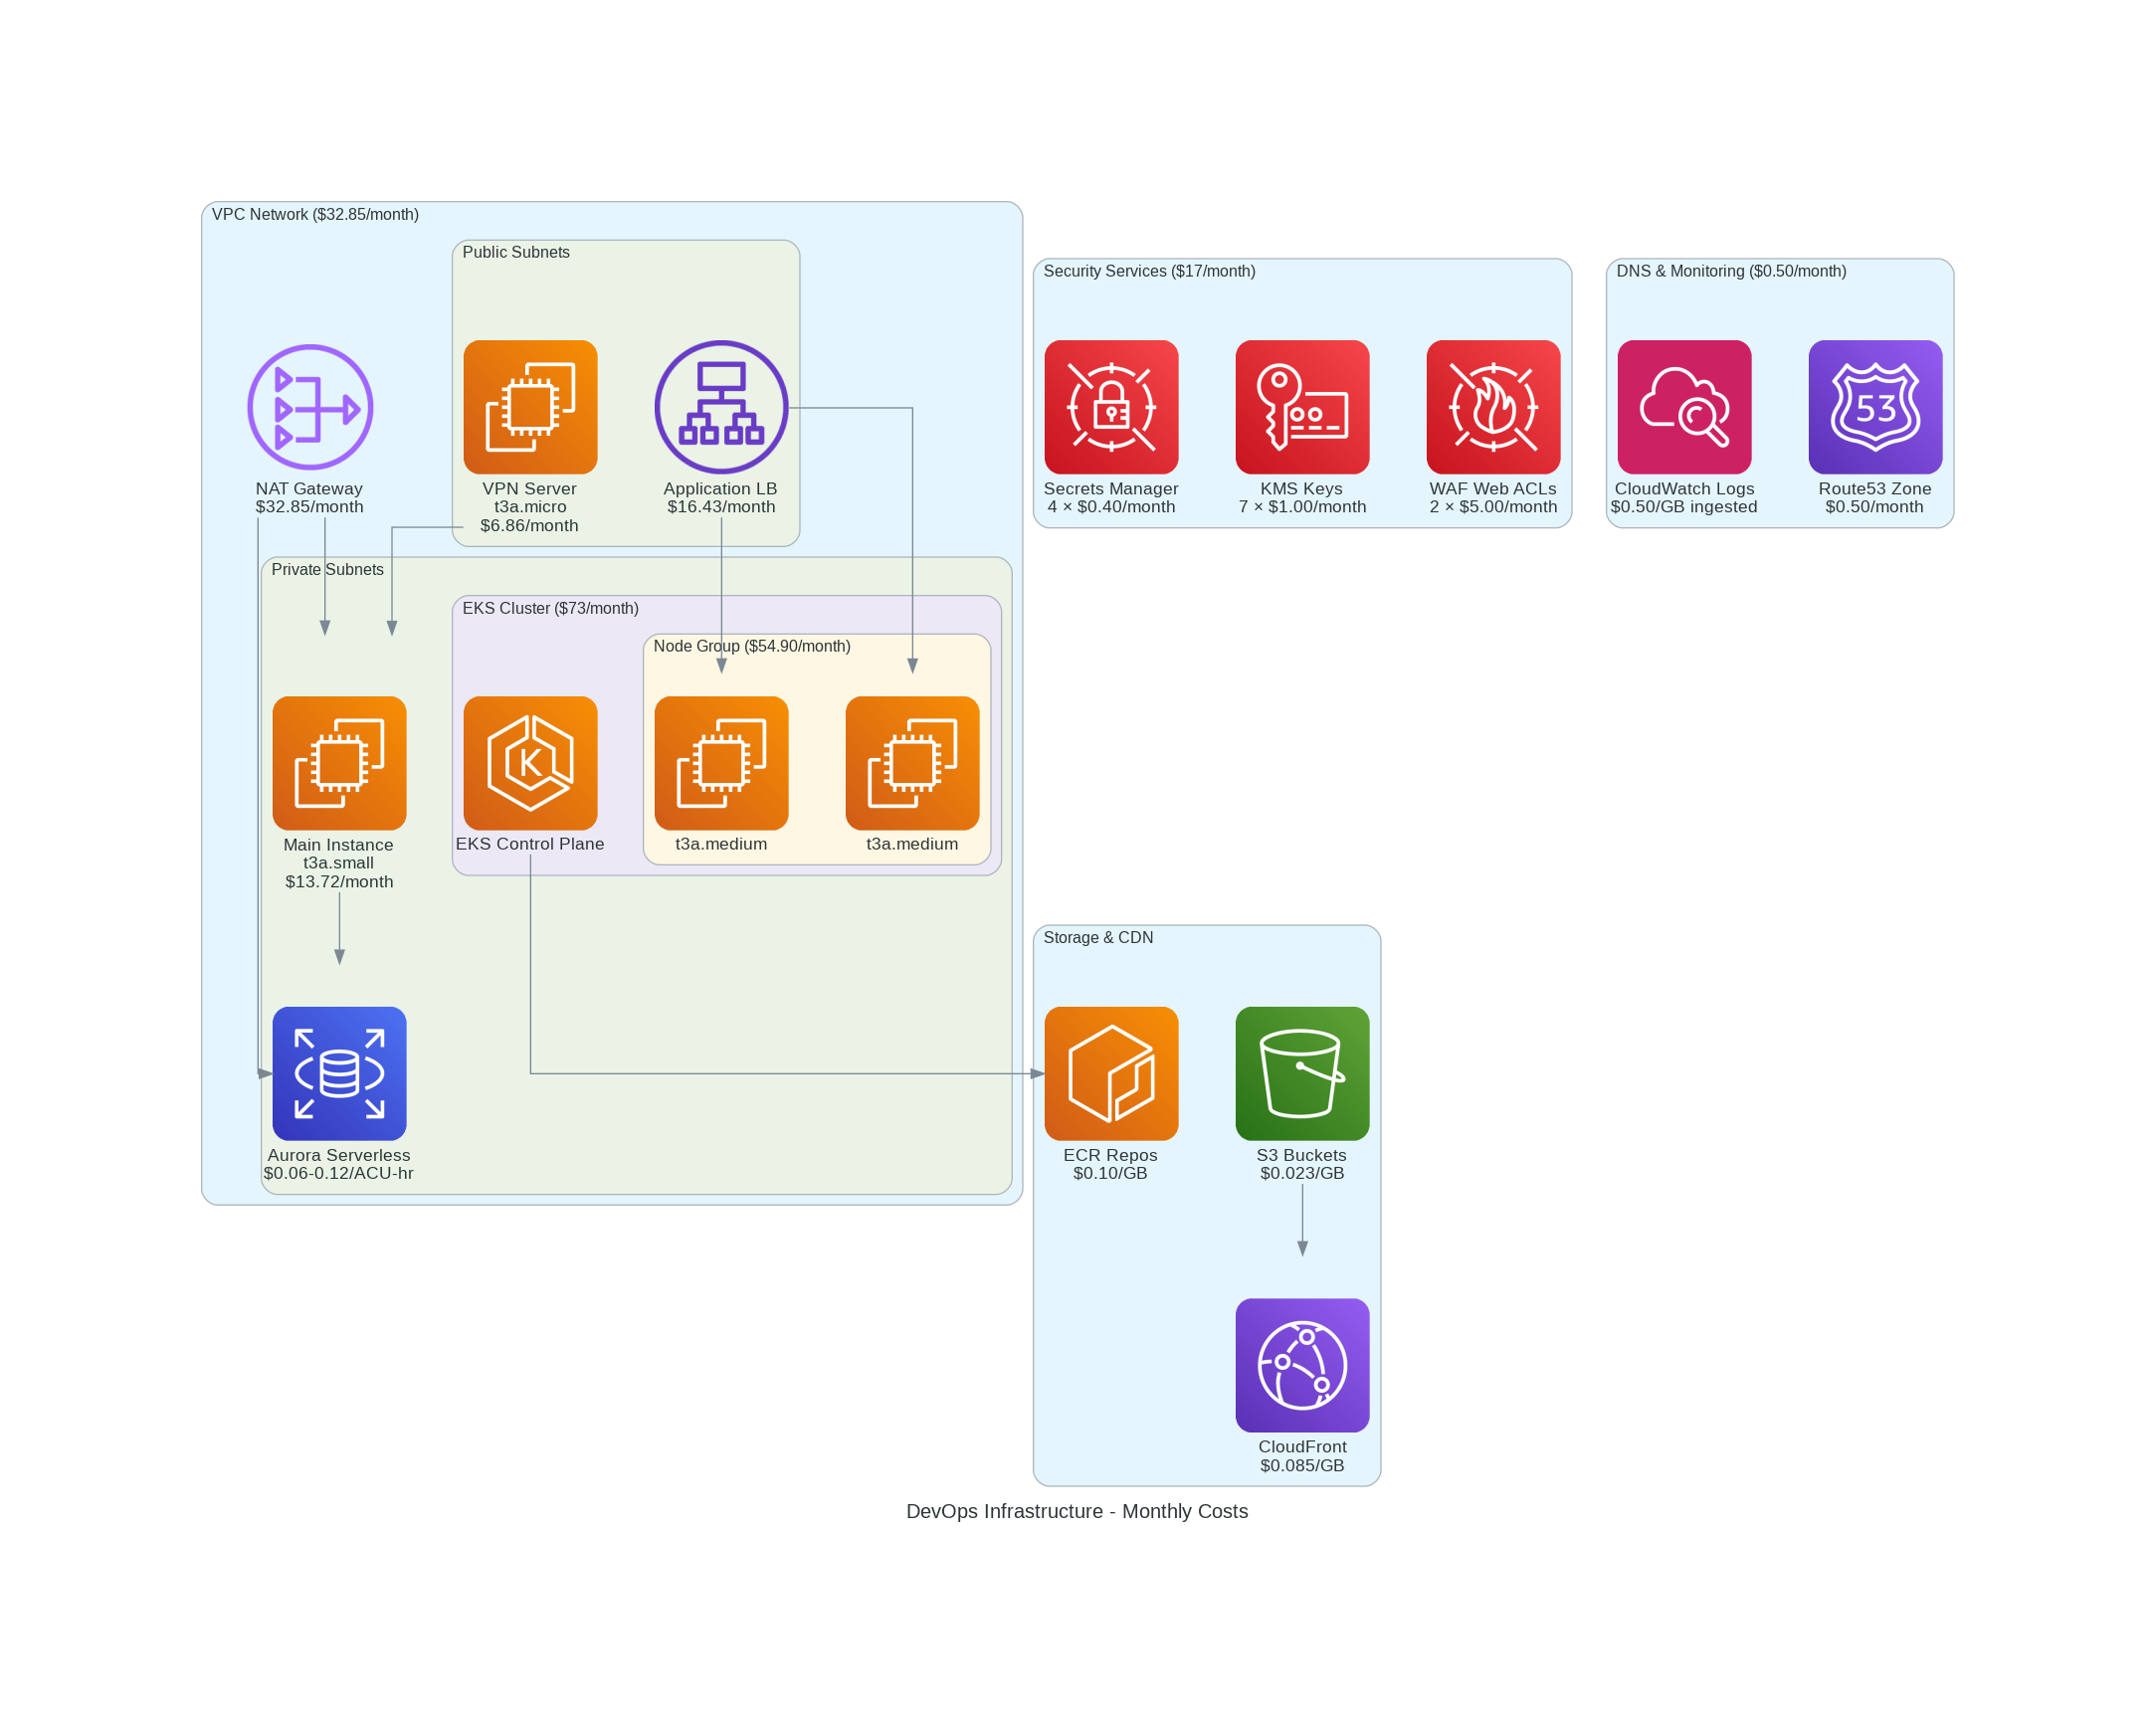 VPC Network ($32.85/month)
Public Subnets
Security Services ($17/month)
DNS & Monitoring ($0.50/month)
NAT Gateway
$32.85/month
VPN Server
t3a.micro
$6.86/month
Application LB
$16.43/month
Secrets Manager
4 × $0.40/month
KMS Keys
7 × $1.00/month
WAF Web ACLs
2 × $5.00/month
CloudWatch Logs
$0.50/GB ingested
53
Route53 Zone
$0.50/month
Private Subnets
EKS Cluster ($73/month)
Node Group ($54.90/month)
Main Instance
t3a.small
$13.72/month
K
EKS Control Plane
t3a.medium
t3a.medium
Storage & CDN
Aurora Serverless
$0.06-0.12/ACU-hr
ECR Repos
$0.10/GB
S3 Buckets
$0.023/GB
CloudFront
$0.085/GB
DevOps Infrastructure - Monthly Costs